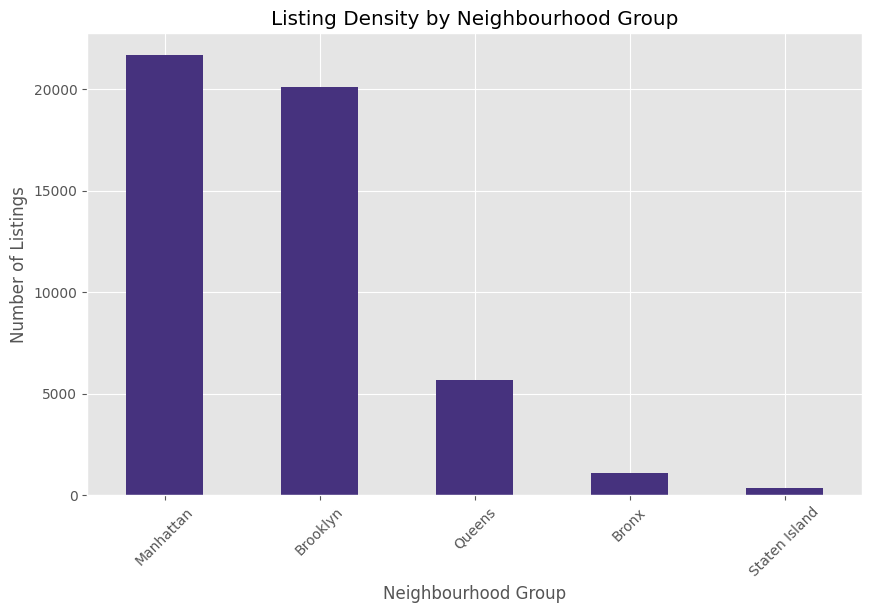 Listing Density by Neighbourhood Group
Number of Listings
20000
15000
10000
5000
0
Manhattan
Brooklyn
Queens
Bronx
Staten Island
Neighbourhood Group